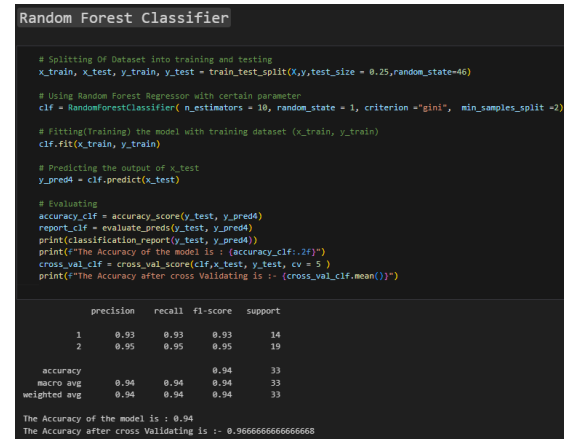 Random Forest Classifier
# Splitting Of Dataset into training and testing
x_train, x_test, y_train, y_test = train_test_split(X,y,test_size = 0.25,random_state=46)
# Using Random Forest Regressor with certain parameter
clf = RandomForestClassifier( n_estimators = 10, random_state = 1, criterion ="gini",  min_samples_split =2)
# Fitting(Training) the model with training dataset (x_train, y_train)
clf.fit(x_train, y_train)
# Predicting the output of x_test
y_pred4 = clf.predict(x_test)
# Evaluating
accuracy_clf = accuracy_score(y_test, y_pred4)
report_clf = evaluate_preds(y_test, y_pred4)
print(classification_report(y_test, y_pred4))
print(f"The Accuracy of the model is : {accuracy_clf:.2f}")
cross_val_clf = cross_val_score(clf,x_test, y_test, cv = 5 )
print(f"The Accuracy after cross Validating is :- {cross_val_clf.mean()}")
precision recall f1-score support
1 0.93 0.93 0.93 14
2 0.95 0.95 0.95 19
accuracy 0.94 33
macro avg 0.94 0.94 0.94 33
weighted avg 0.94 0.94 0.94 33
The Accuracy of the model is : 0.94
The Accuracy after cross Validating is :- 0.9666666666666668